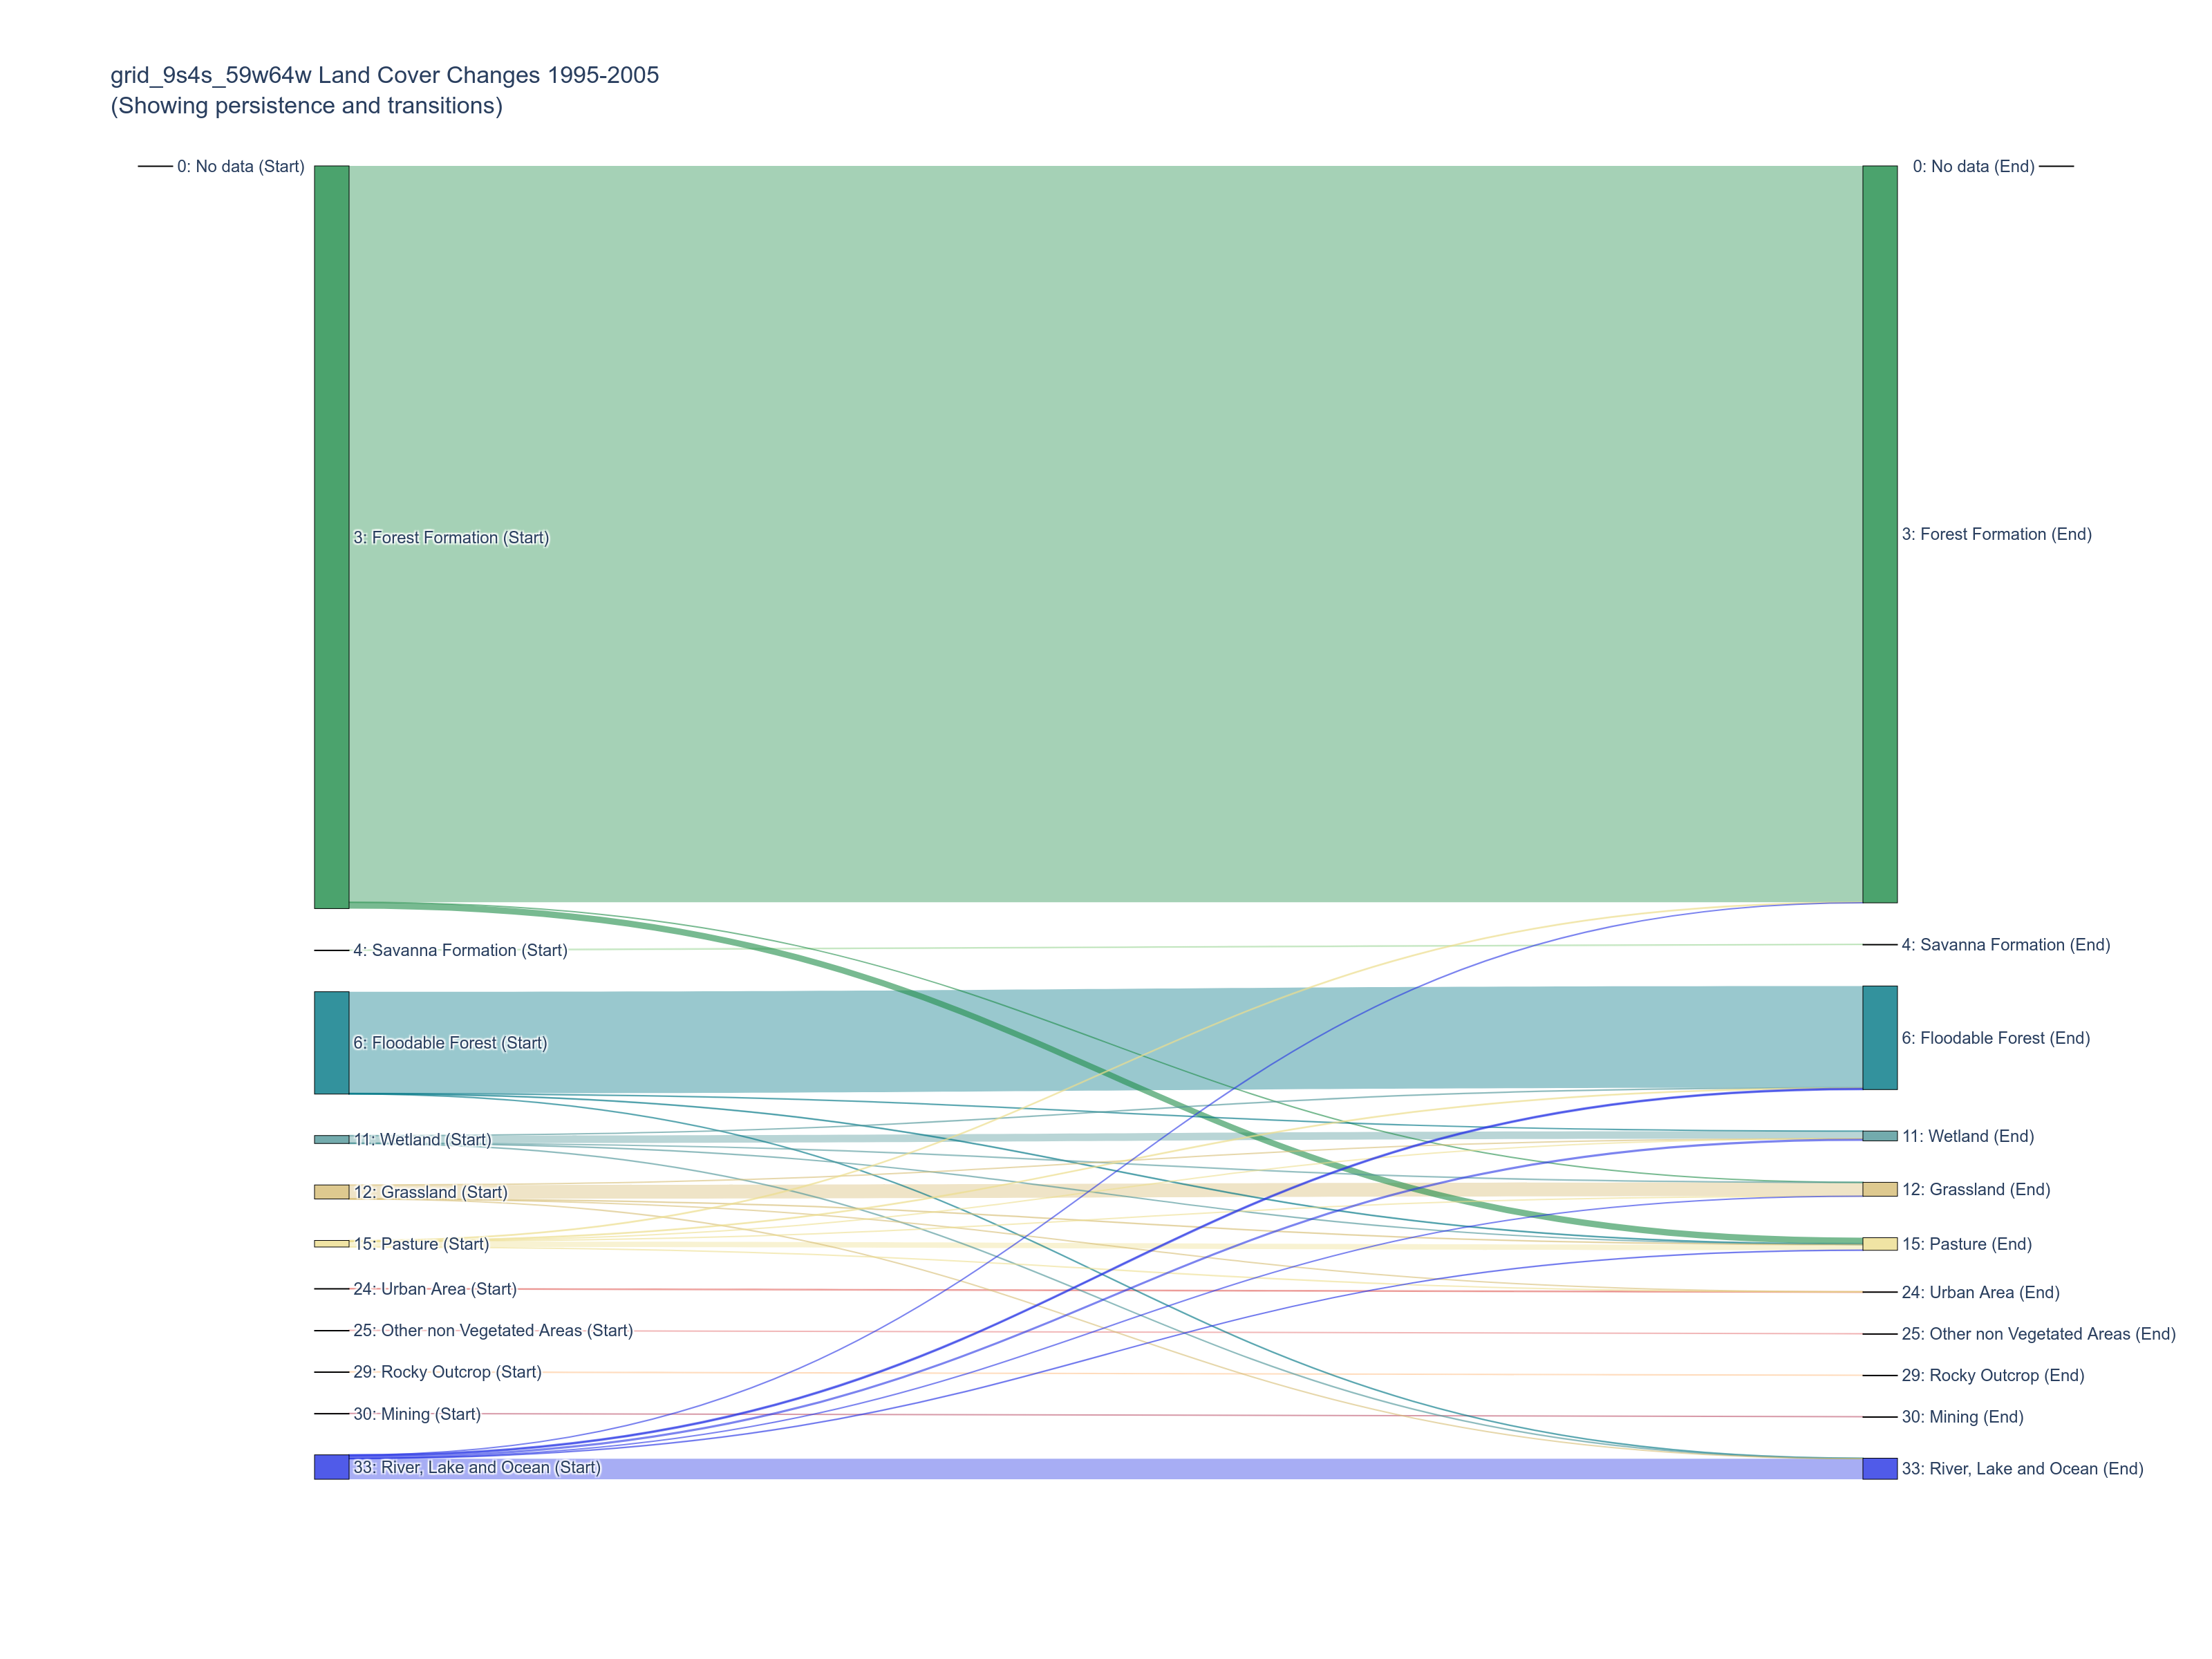 grid_9s4s_59w64w Land Cover Changes 1995-2005
(Showing persistence and transitions)
0: No data (Start)
0: No data (End)
3: Forest Formation (Start)
3: Forest Formation (End)
4: Savanna Formation (Start)
4: Savanna Formation (End)
6: Floodable Forest (Start)
6: Floodable Forest (End)
11: Wetland (Start)
11: Wetland (End)
12: Grassland (Start)
12: Grassland (End)
15: Pasture (Start)
15: Pasture (End)
24: Urban Area (Start)
24: Urban Area (End)
25: Other non Vegetated Areas (Start)
25: Other non Vegetated Areas (End)
29: Rocky Outcrop (Start)
29: Rocky Outcrop (End)
30: Mining (Start)
30: Mining (End)
33: River, Lake and Ocean (Start)
33: River, Lake and Ocean (End)